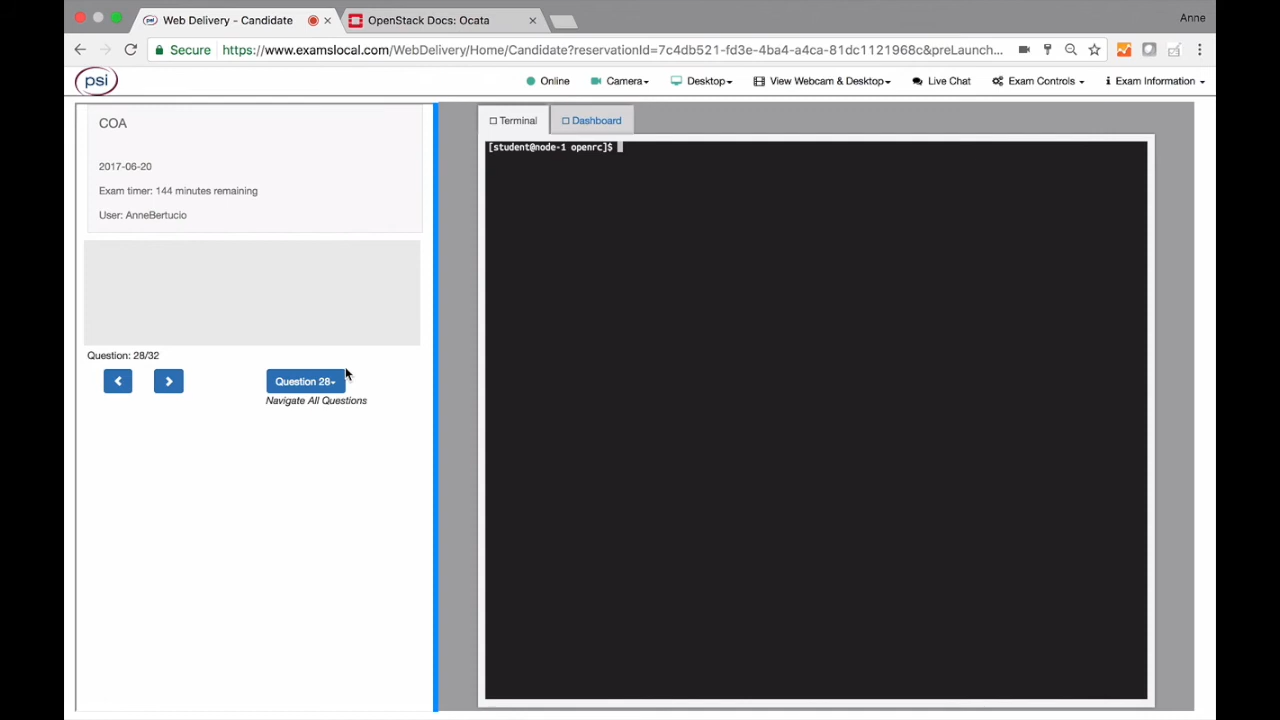 Web Delivery - Candidate
OpenStack Docs: Ocata
Anne
Secure
https://www.examslocal.com/WebDelivery/Home/Candidate?reservationId=7c4db521-fd3e-4ba4-a4ca-81dc1121968c&preLaunch...
psi
Online
Camera
Desktop
View Webcam & Desktop
Live Chat
Exam Controls
Exam Information
COA
2017-06-20
Exam timer: 144 minutes remaining
User: AnneBertucio
Question: 28/32
Question 28
Navigate All Questions
Terminal
Dashboard
[student@node-1 openrc]$